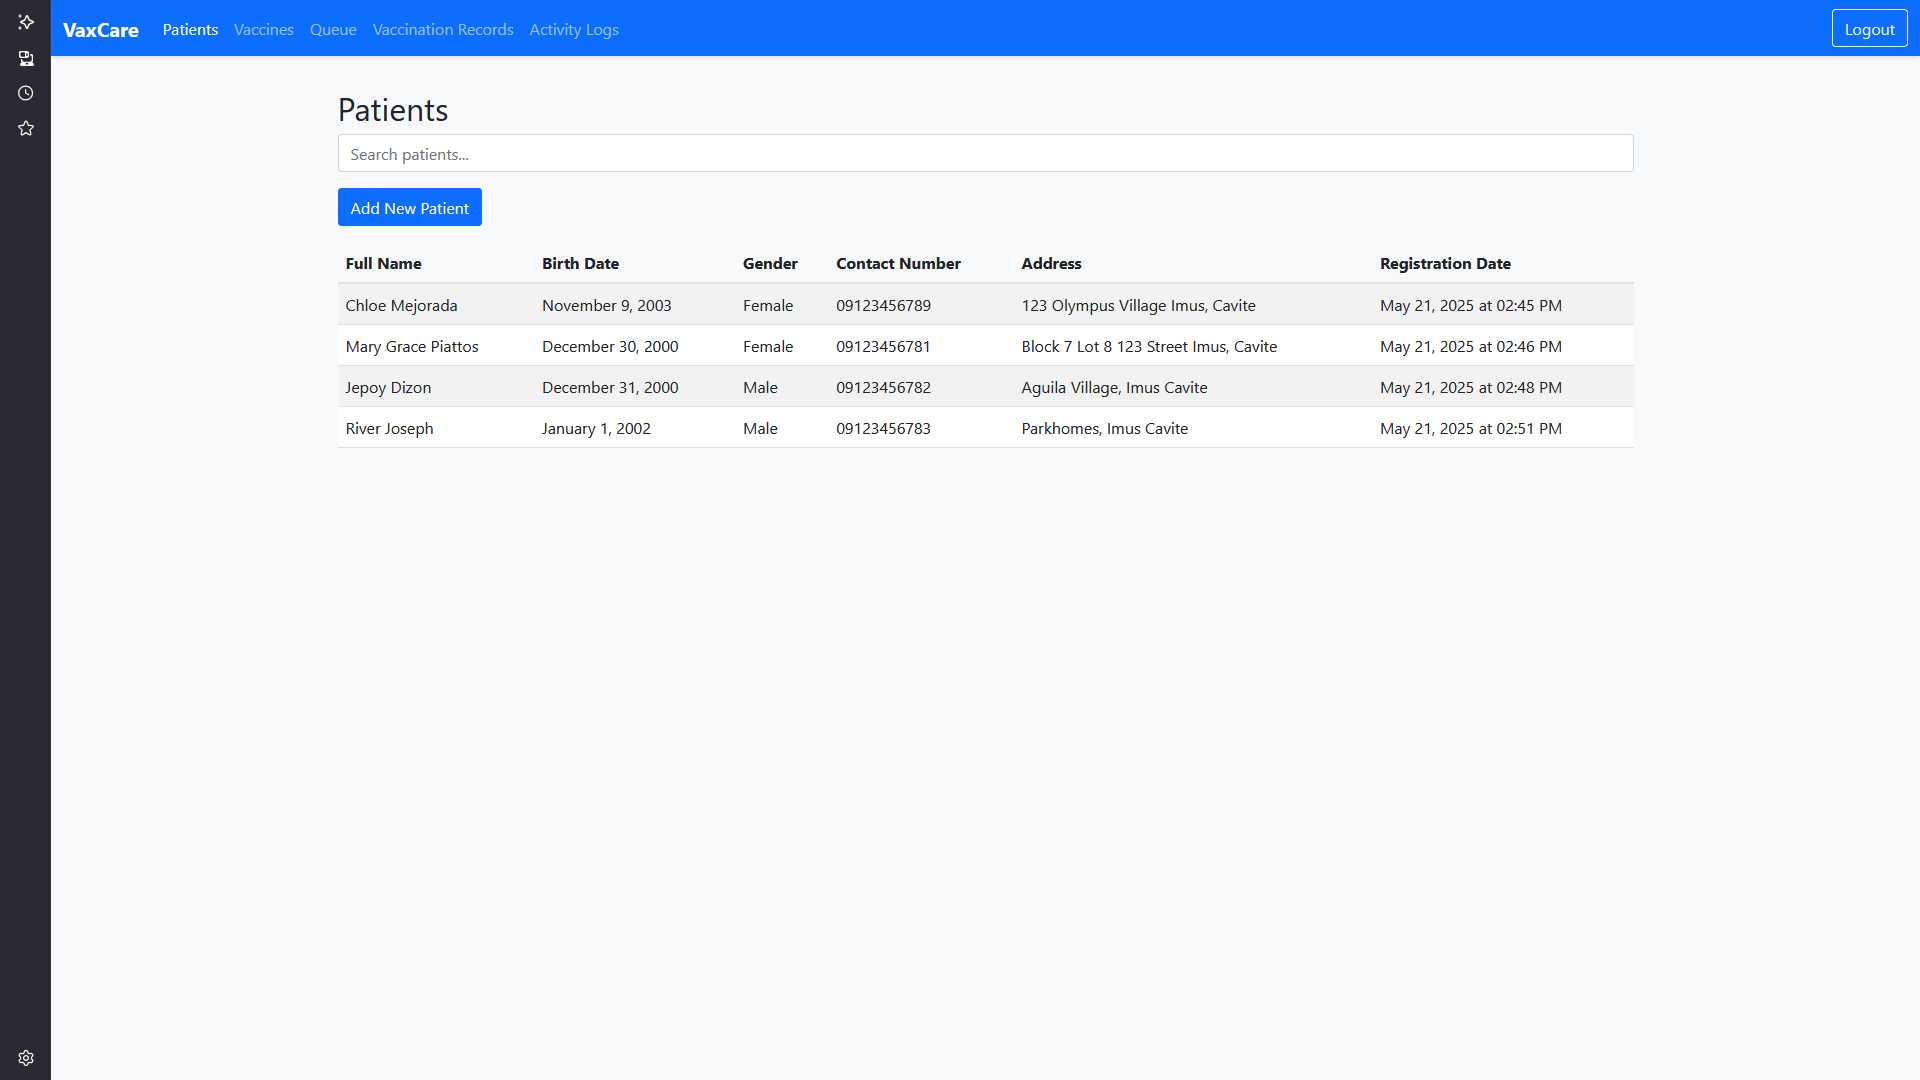 VaxCare Patients Vaccines Queue Vaccination Records Activity Logs Logout
Patients
Search patients...
Add New Patient
Full Name Birth Date Gender Contact Number Address Registration Date
Chloe Mejorada November 9, 2003 Female 09123456789 123 Olympus Village Imus, Cavite May 21, 2025 at 02:45 PM
Mary Grace Piattos December 30, 2000 Female 09123456781 Block 7 Lot 8 123 Street Imus, Cavite May 21, 2025 at 02:46 PM
Jepoy Dizon December 31, 2000 Male 09123456782 Aguila Village, Imus Cavite May 21, 2025 at 02:48 PM
River Joseph January 1, 2002 Male 09123456783 Parkhomes, Imus Cavite May 21, 2025 at 02:51 PM